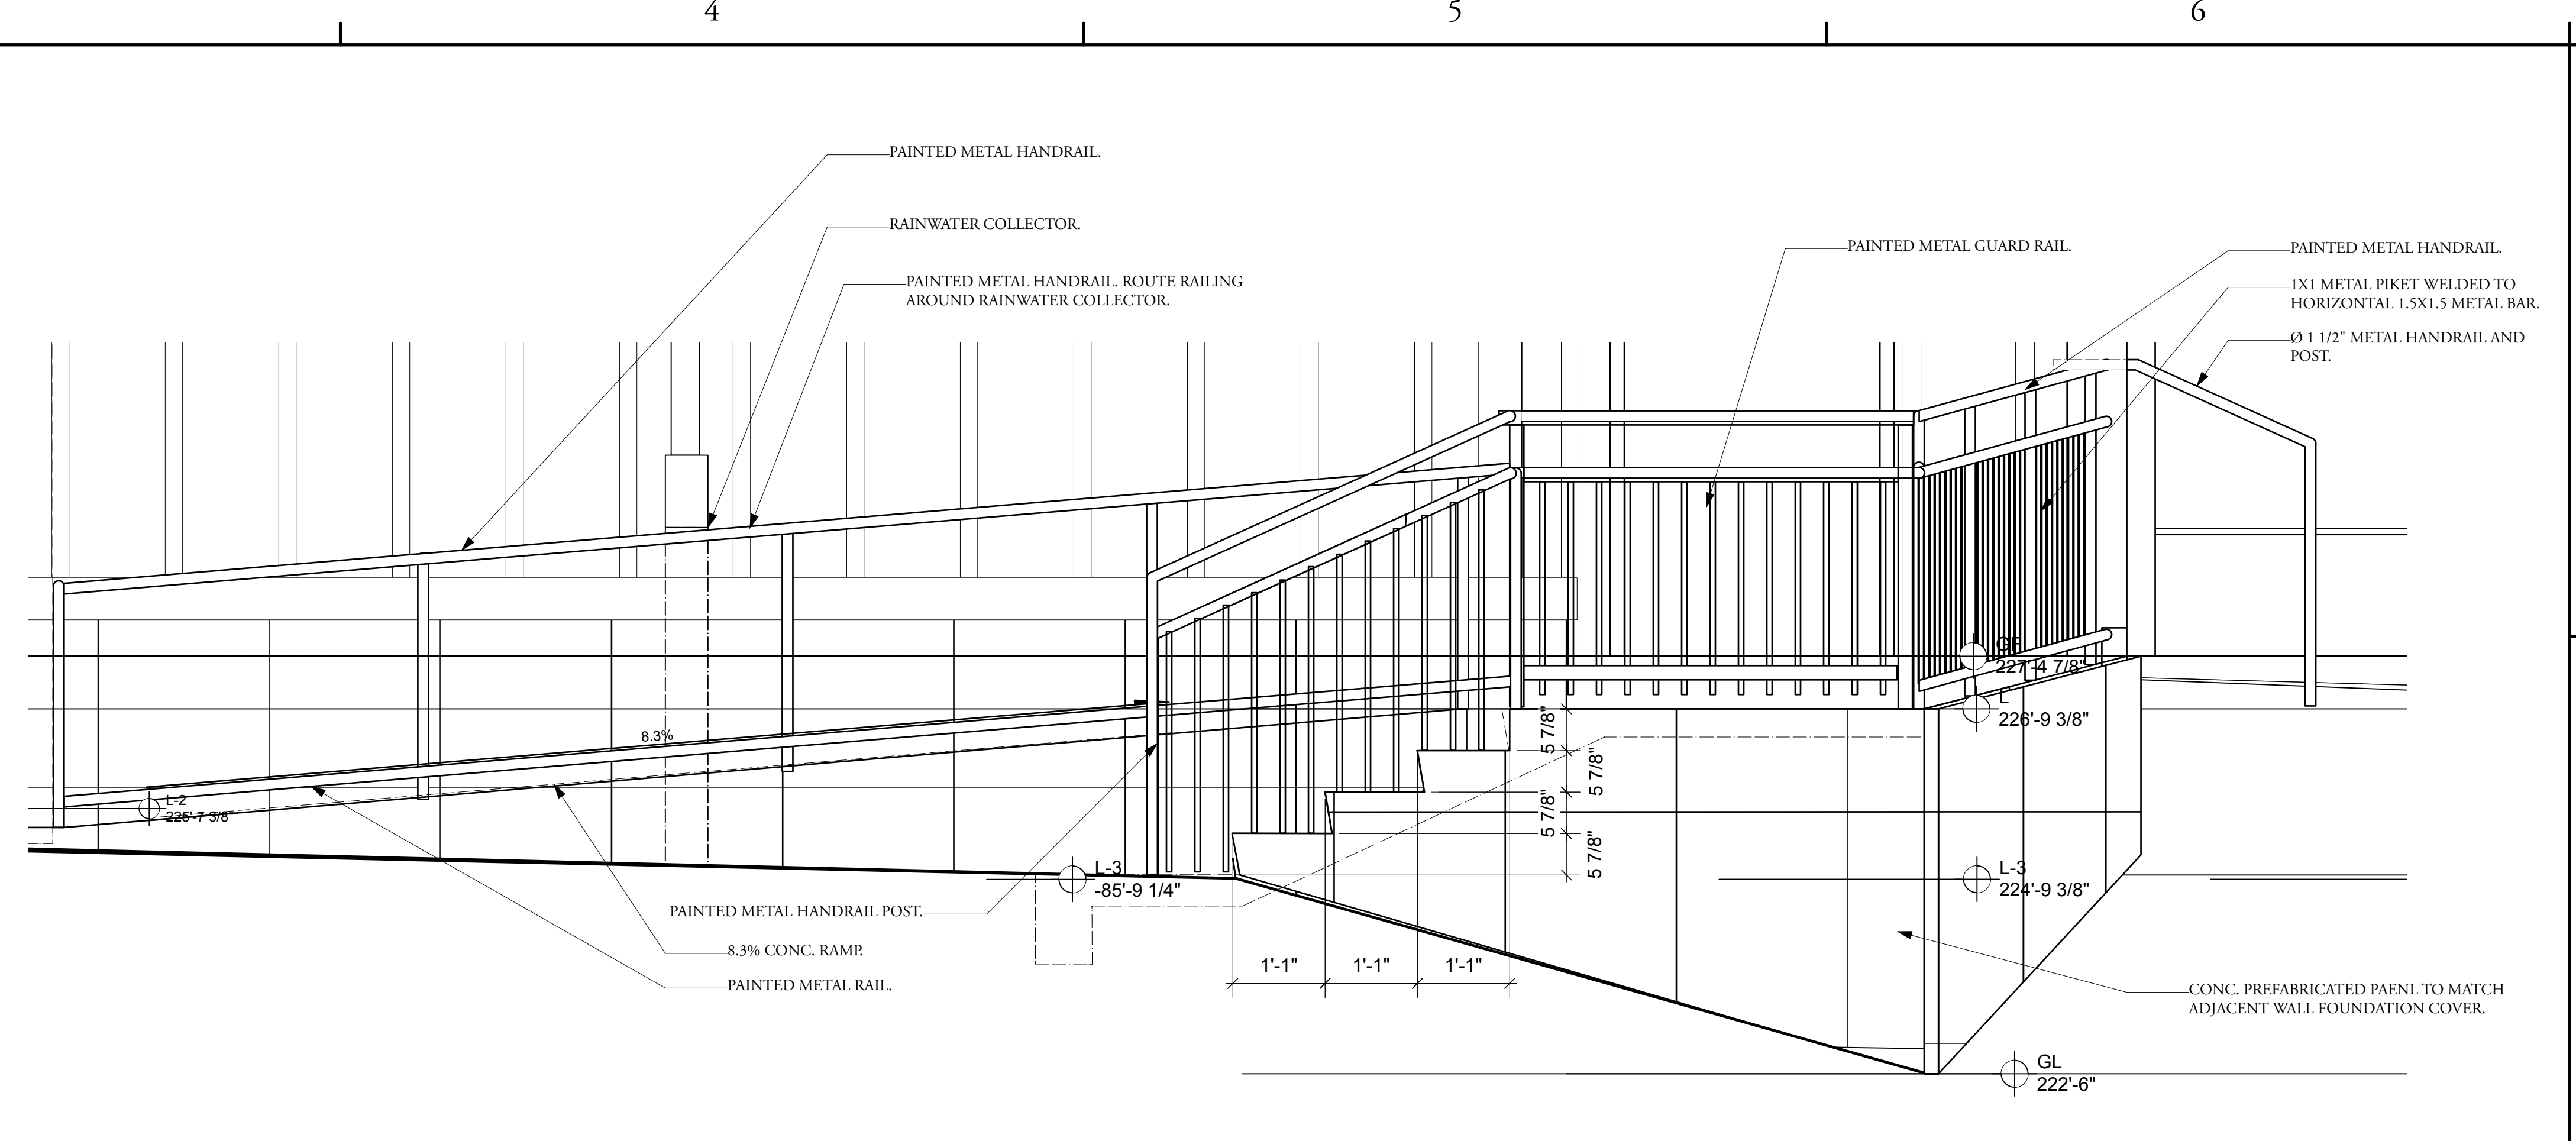 4
5
6
PAINTED METAL HANDRAIL.
RAINWATER COLLECTOR.
PAINTED METAL HANDRAIL. ROUTE RAILING
AROUND RAINWATER COLLECTOR.
PAINTED METAL GUARD RAIL.
PAINTED METAL HANDRAIL.
1X1 METAL PIKET WELDED TO
HORIZONTAL 1.5X1.5 METAL BAR.
Ø 1 1/2" METAL HANDRAIL AND
POST.
227'-4 7/8"
L
226'-9 3/8"
8.3%
5 7/8"
5 7/8"
5 7/8"
5 7/8"
L-2
225'-7 3/8"
L-3
-85'-9 1/4"
L-3
224'-9 3/8"
PAINTED METAL HANDRAIL POST.
8.3% CONC. RAMP.
PAINTED METAL RAIL.
1'-1"
1'-1"
1'-1"
CONC. PREFABRICATED PAENL TO MATCH
ADJACENT WALL FOUNDATION COVER.
GL
222'-6"